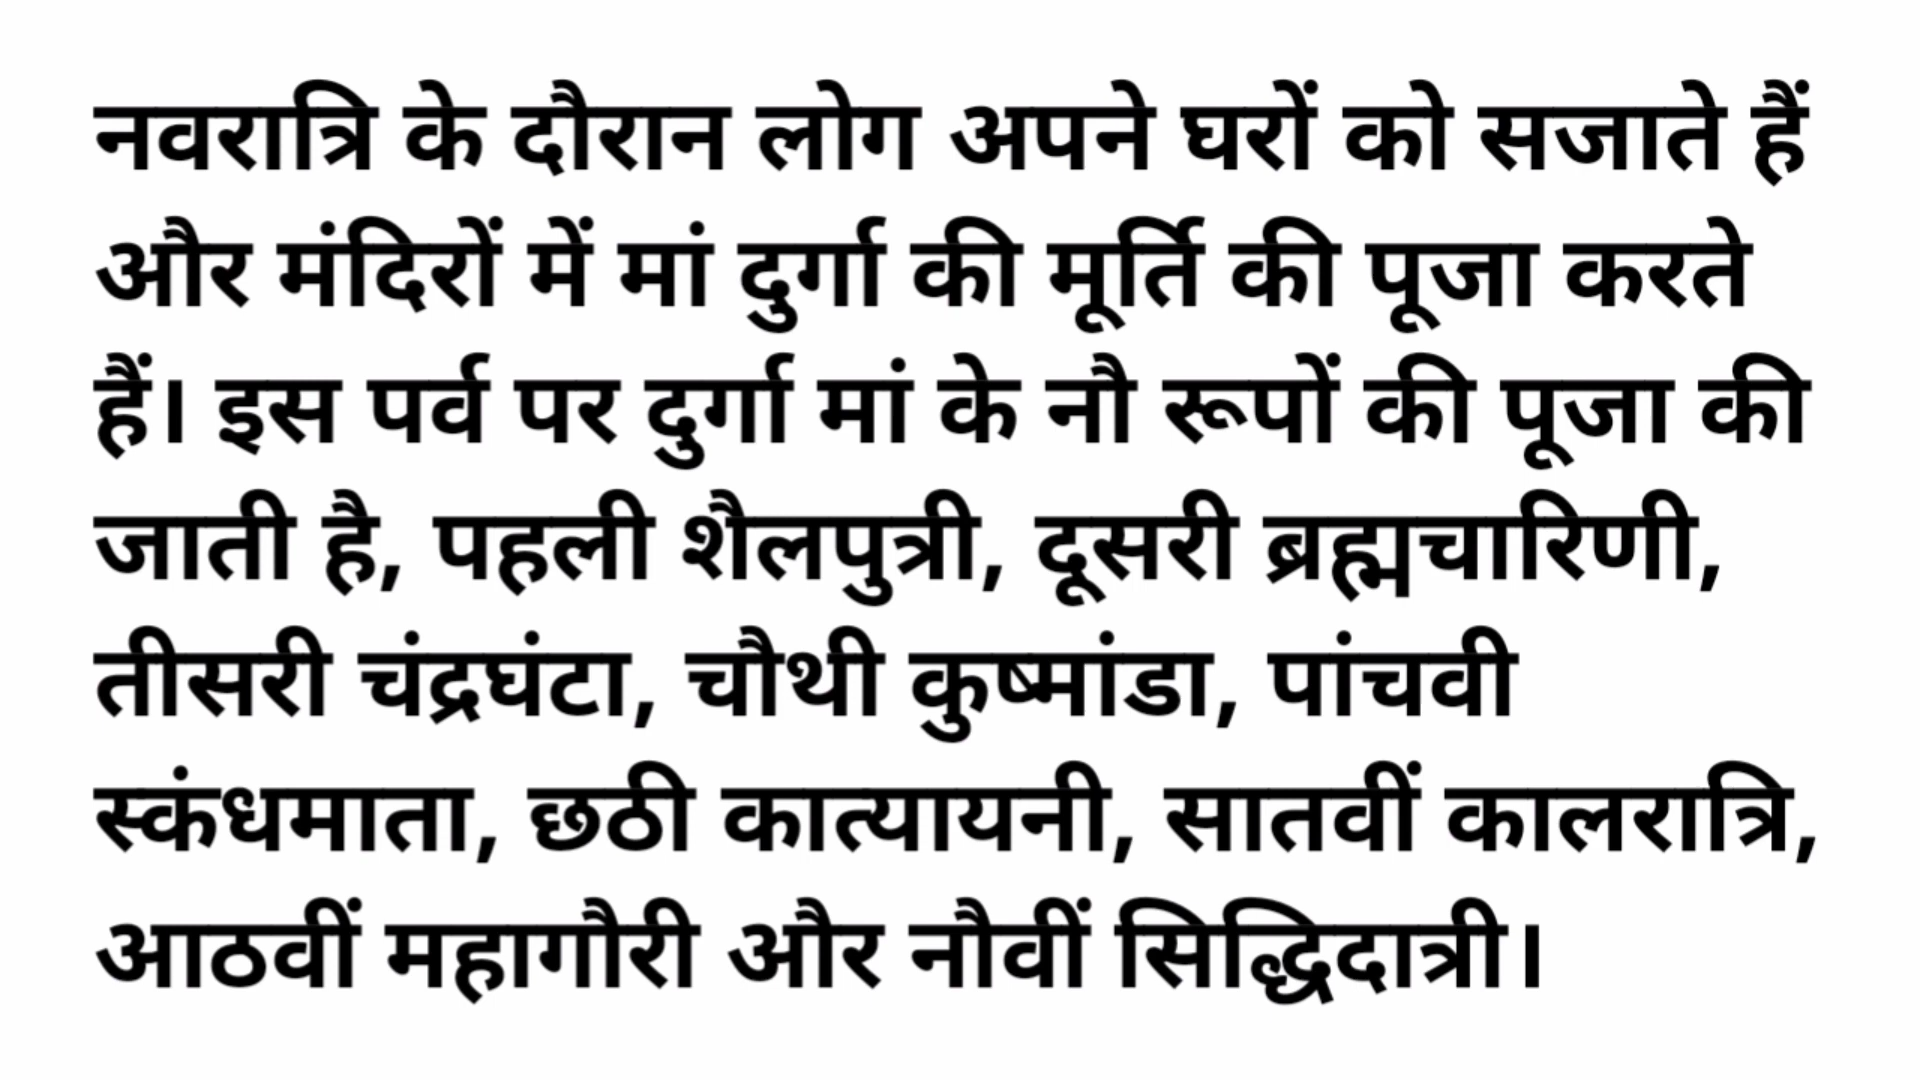 नवरात्रि के दौरान लोग अपने घरों को सजाते हैं
और मंदिरों में मां दुर्गा की मूर्ति की पूजा करते
हैं। इस पर्व पर दुर्गा मां के नौ रूपों की पूजा की
जाती है, पहली शैलपुत्री, दूसरी ब्रह्मचारिणी,
तीसरी चंद्रघंटा, चौथी कुष्मांडा, पांचवी
स्कंधमाता, छठी कात्यायनी, सातवीं कालरात्रि,
आठवीं महागौरी और नौवीं सिद्धिदात्री।